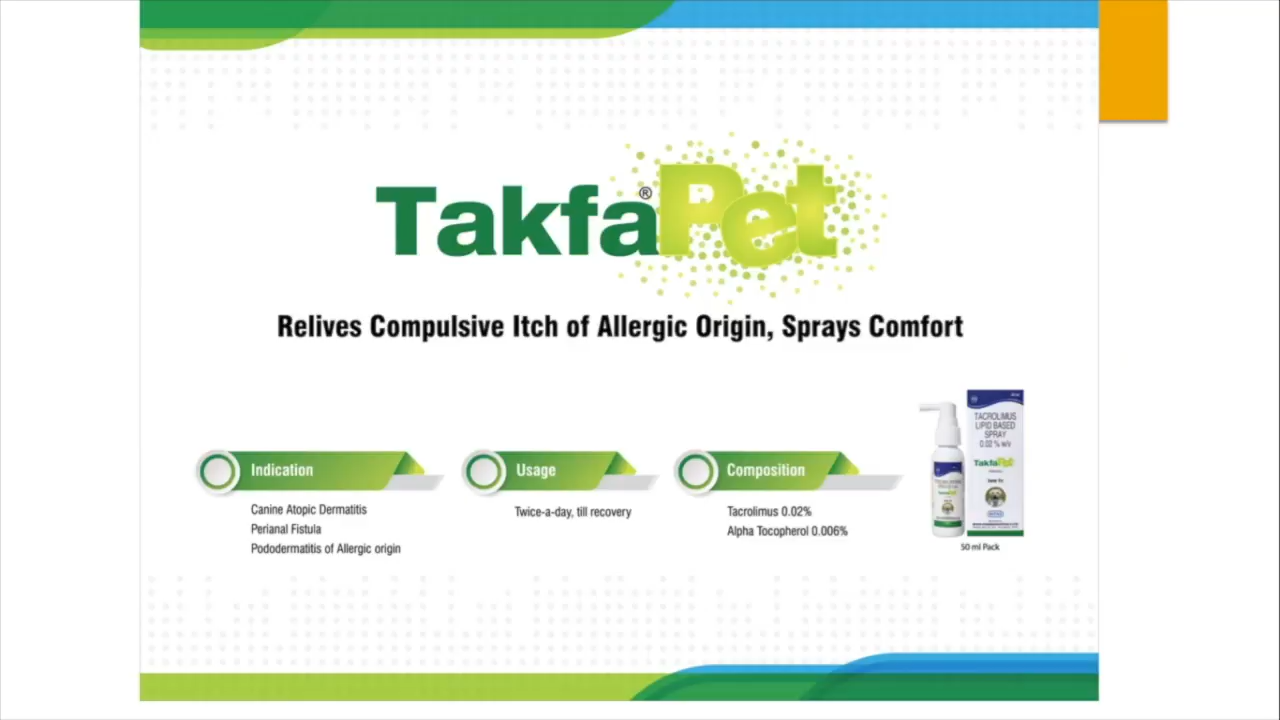 Takfa®Pet
Relives Compulsive Itch of Allergic Origin, Sprays Comfort
Indication
Canine Atopic Dermatitis
Perianal Fistula
Pododermatitis of Allergic origin
Usage
Twice-a-day, till recovery
Composition
Tacrolimus 0.02%
Alpha Tocopherol 0.006%
TACROLIMUS
LIPID BASED
SPRAY
0.02 % w/v
TakfaPet
50 ml Pack